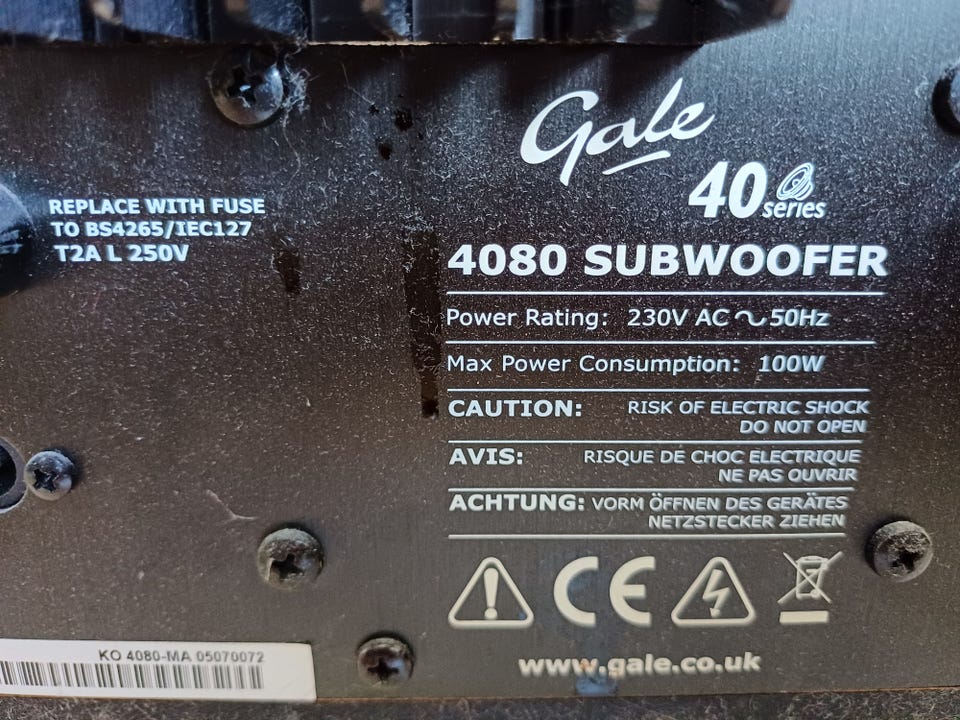 Gale
40 series
REPLACE WITH FUSE
TO BS4265/IEC127
T2A L 250V
4080 SUBWOOFER
Power Rating: 230V AC ~ 50Hz
Max Power Consumption: 100W
CAUTION: RISK OF ELECTRIC SHOCK
DO NOT OPEN
AVIS: RISQUE DE CHOC ELECTRIQUE
NE PAS OUVRIR
ACHTUNG: VORM ÖFFNEN DES GERÄTES
NETZSTECKER ZIEHEN
CE
www.gale.co.uk
KO 4080-MA 05070072